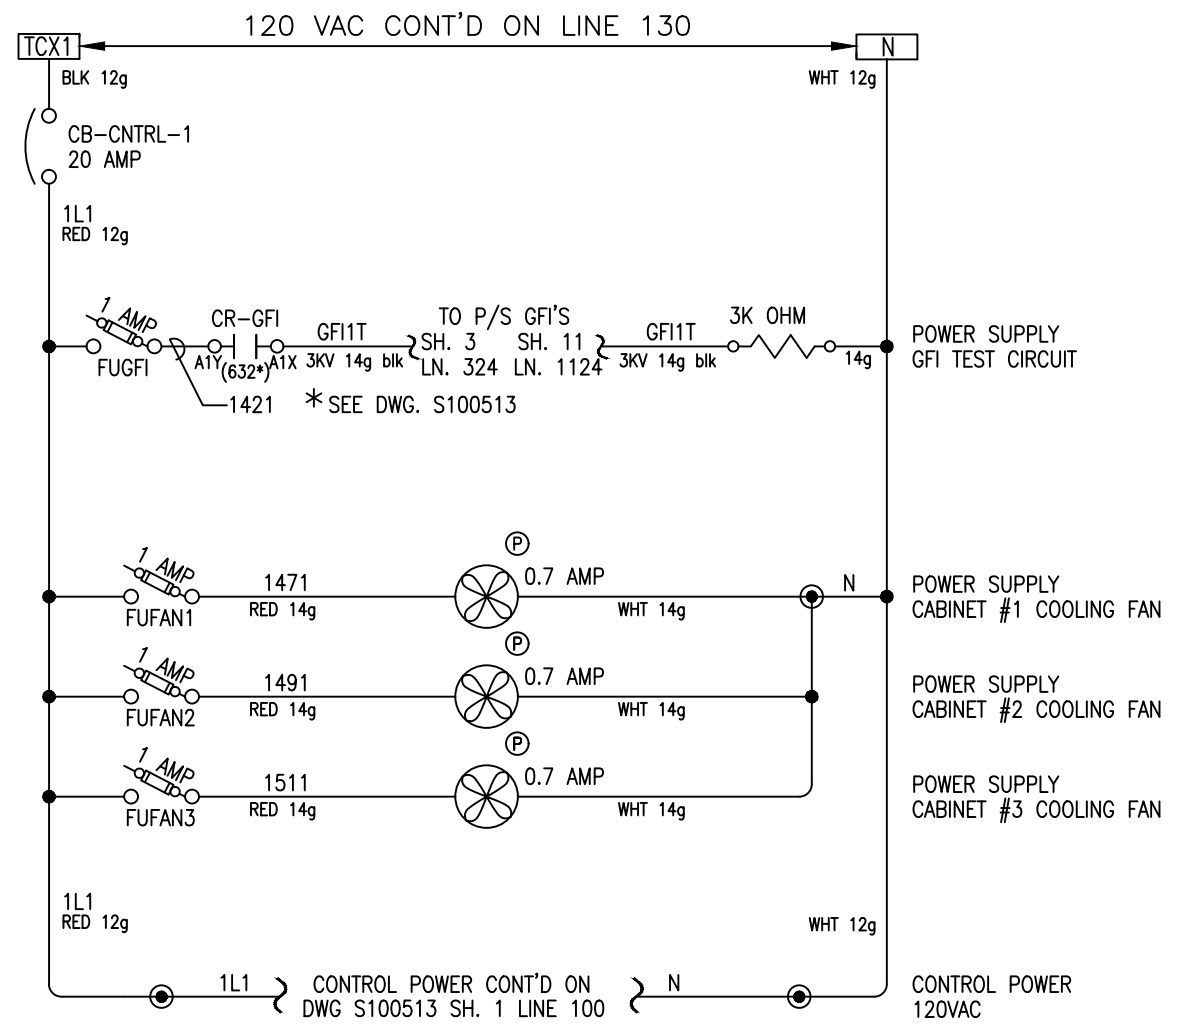 120 VAC CONT'D ON LINE 130
TCX1
N
BLK 12g
WHT 12g
CB-CNTRL-1
20 AMP
1L1
RED 12g
1 AMP
FUGFI
CR-GFI
A1Y
(632*)
A1X
GFI1T
3KV 14g blk
TO P/S GFI'S
SH. 3 SH. 11
LN. 324 LN. 1124
GFI1T
3KV 14g blk
3K OHM
14g
POWER SUPPLY
GFI TEST CIRCUIT
1421
* SEE DWG. S100513
1 AMP
FUFAN1
1471
RED 14g
P
0.7 AMP
WHT 14g
N
POWER SUPPLY
CABINET #1 COOLING FAN
1 AMP
FUFAN2
1491
RED 14g
P
0.7 AMP
WHT 14g
POWER SUPPLY
CABINET #2 COOLING FAN
1 AMP
FUFAN3
1511
RED 14g
P
0.7 AMP
WHT 14g
POWER SUPPLY
CABINET #3 COOLING FAN
1L1
RED 12g
WHT 12g
1L1
CONTROL POWER CONT'D ON
DWG S100513 SH. 1 LINE 100
N
CONTROL POWER
120VAC